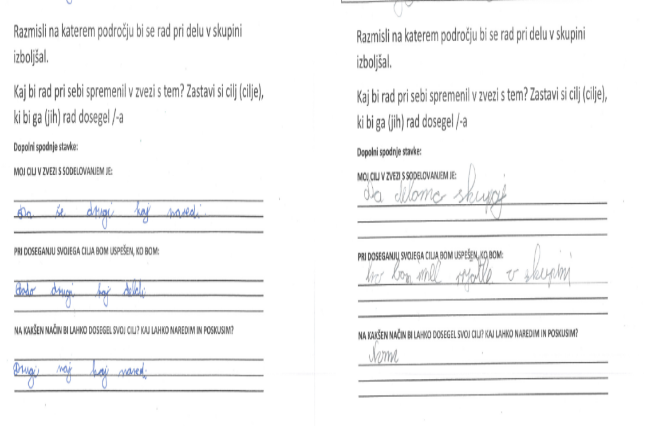 Razmisli na katerem področju bi se rad pri delu v skupini
izboljšal.
Kaj bi rad pri sebi spremenil v zvezi s tem? Zastavi si cilj (cilje),
ki bi ga (jih) rad dosegel /-a
Dopolni spodnje stavke:
MOJ CILJ V ZVEZI S SODELOVANJEM JE:
Da še drugi kaj naredi.
PRI DOSEGANJU SVOJEGA CILJA BOM USPEŠEN, KO BOM:
Bodo drugi kaj delali.
NA KAKŠEN NAČIN BI LAHKO DOSEGEL SVOJ CILJ? KAJ LAHKO NAREDIM IN POSKUSIM?
Drugi naj kaj naredi.
Razmisli na katerem področju bi se rad pri delu v skupini
izboljšal.
Kaj bi rad pri sebi spremenil v zvezi s tem? Zastavi si cilj (cilje),
ki bi ga (jih) rad dosegel /-a
Dopolni spodnje stavke:
MOJ CILJ V ZVEZI S SODELOVANJEM JE:
Da delamo skupaj
PRI DOSEGANJU SVOJEGA CILJA BOM USPEŠEN, KO BOM:
ko bom mel v skupini
NA KAKŠEN NAČIN BI LAHKO DOSEGEL SVOJ CILJ? KAJ LAHKO NAREDIM IN POSKUSIM?